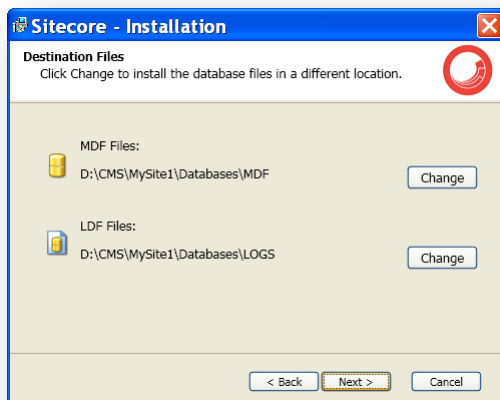 Sitecore - Installation
Destination Files
Click Change to install the database files in a different location.
MDF Files:
D:\CMS\MySite1\Databases\MDF
Change
LDF Files:
D:\CMS\MySite1\Databases\LOGS
Change
< Back
Next >
Cancel